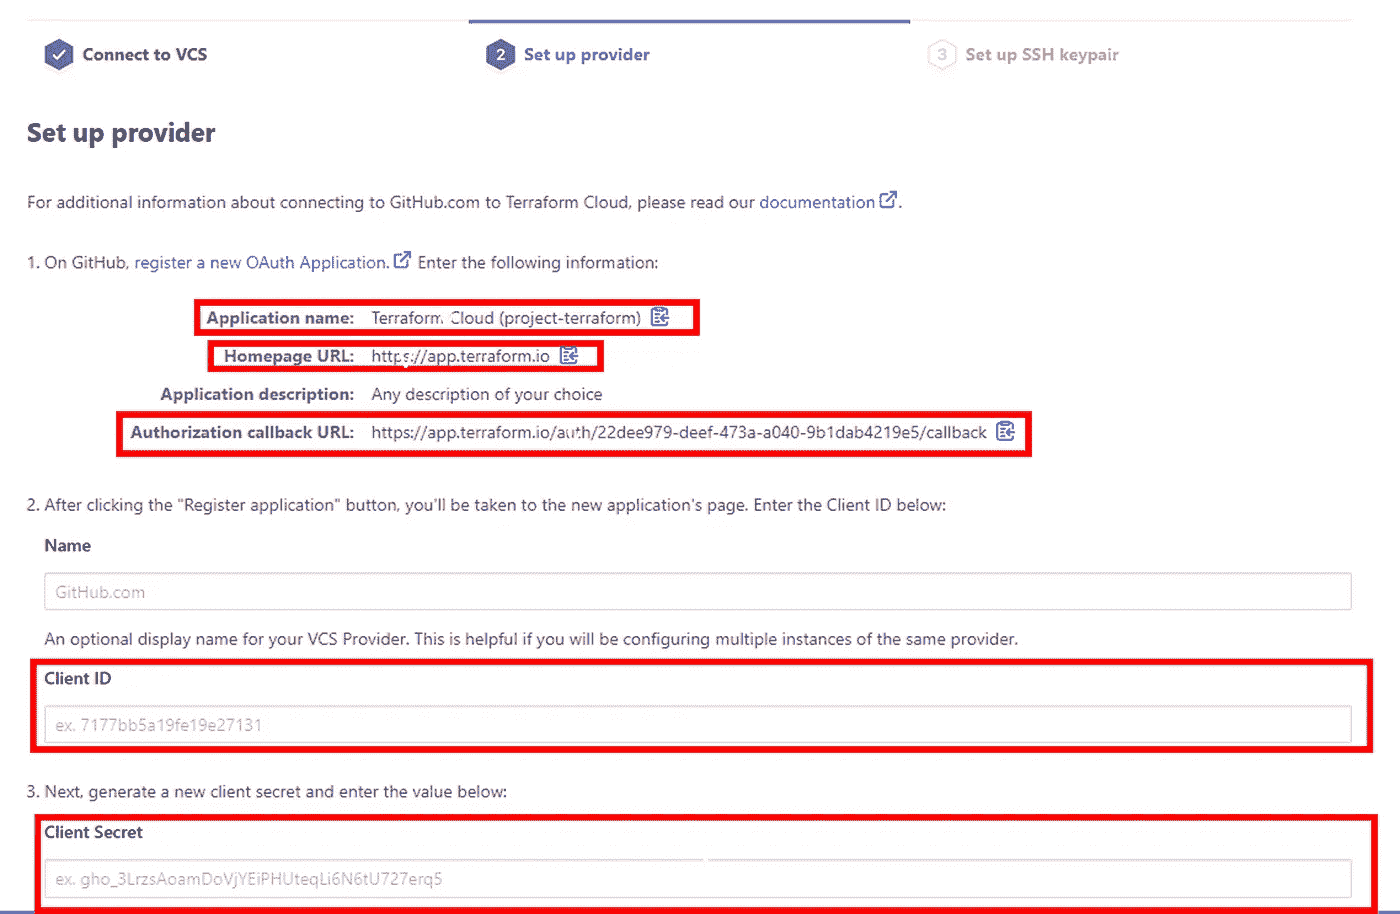 Connect to VCS
2 Set up provider
3 Set up SSH keypair
Set up provider
For additional information about connecting to GitHub.com to Terraform Cloud, please read our documentation.
1. On GitHub, register a new OAuth Application. Enter the following information:
Application name: Terraform Cloud (project-terraform)
Homepage URL: https://app.terraform.io
Application description: Any description of your choice
Authorization callback URL: https://app.terraform.io/auth/22dee979-deef-473a-a040-9b1dab4219e5/callback
2. After clicking the "Register application" button, you'll be taken to the new application's page. Enter the Client ID below:
Name
GitHub.com
An optional display name for your VCS Provider. This is helpful if you will be configuring multiple instances of the same provider.
Client ID
ex. 7177bb5a19fe19e27131
3. Next, generate a new client secret and enter the value below:
Client Secret
ex. gho_3LrzsAoamDoVjYEiPHUteqLi6N6tU727erq5